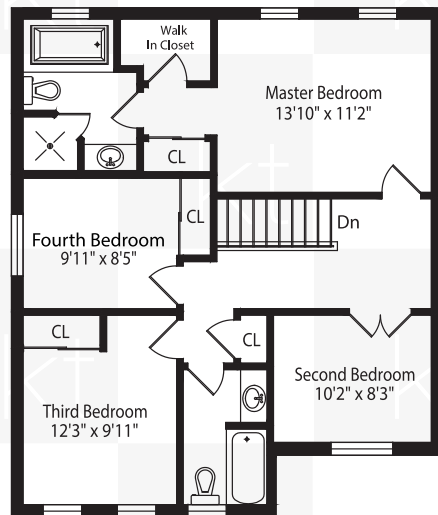 Walk
In Closet
Master Bedroom
13'10" x 11'2"
CL
CL
Dn
Fourth Bedroom
9'11" x 8'5"
CL
CL
Second Bedroom
10'2" x 8'3"
Third Bedroom
12'3" x 9'11"